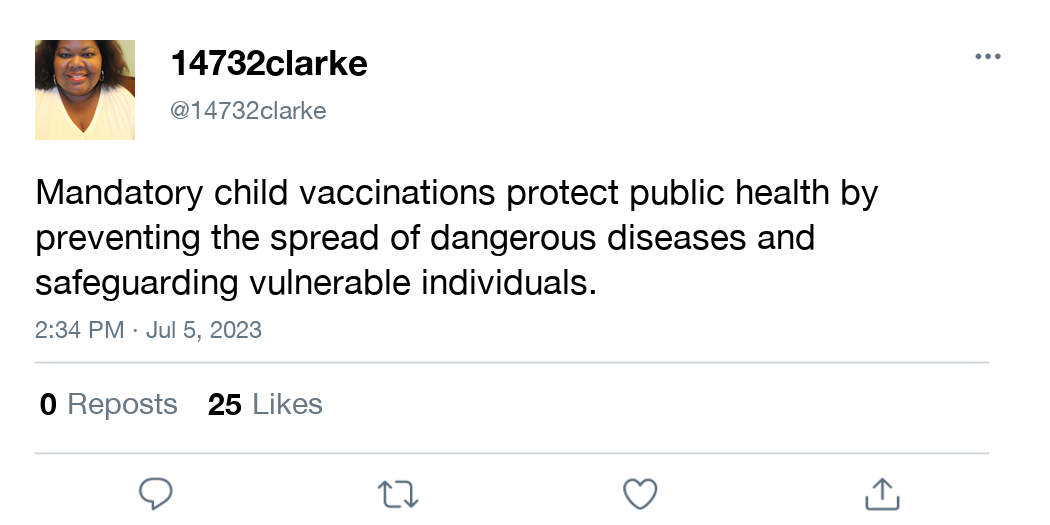 14732clarke
@14732clarke
Mandatory child vaccinations protect public health by
preventing the spread of dangerous diseases and
safeguarding vulnerable individuals.
2:34 PM · Jul 5, 2023
0 Reposts 25 Likes